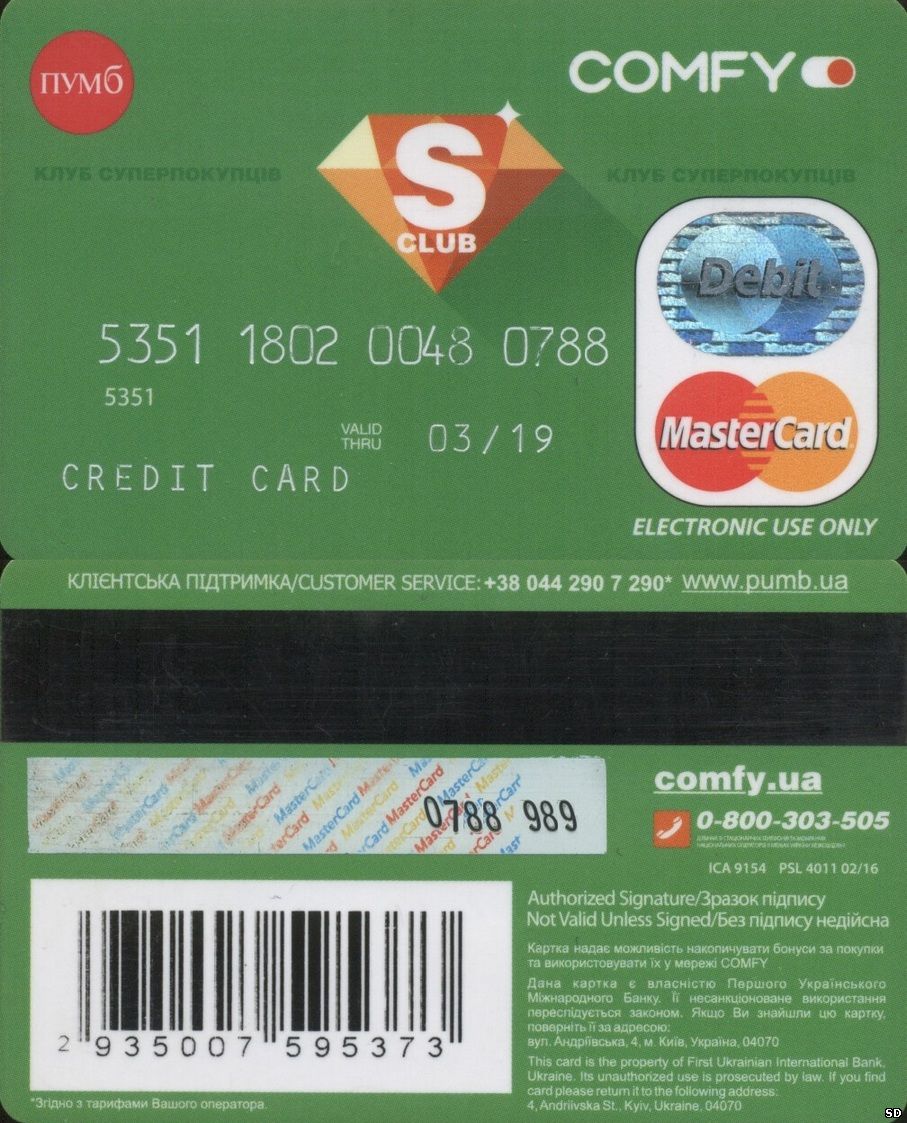 ПУМБ
COMFY
КЛУБ СУПЕРПОКУПЦІВ
S
CLUB
КЛУБ СУПЕРПОКУПЦІВ
Debit
5351 1802 0048 0788
5351
MasterCard
VALID
THRU
03/19
CREDIT CARD
ELECTRONIC USE ONLY
КЛІЄНТСЬКА ПІДТРИМКА/CUSTOMER SERVICE: +38 044 290 7 290* www.pumb.ua
MasterCard
0788 989
comfy.ua
0-800-303-505
ICA 9154 PSL 4011 02/16
Authorized Signature/Зразок підпису
Not Valid Unless Signed/Без підпису недійсна
Картка надає можливість накопичувати бонуси за покупки
та використовувати їх у мережі COMFY
Дана картка є власністю Першого Українського
Міжнародного Банку. Її несанкціоноване використання
переслідується законом. Якщо Ви знайшли цю картку,
поверніть її за адресою:
вул. Андріївська, 4, м. Київ, Україна, 04070
This card is the property of First Ukrainian International Bank,
Ukraine. Its unauthorized use is prosecuted by law. If you find
card please return it to the following address:
4, Andriivska St., Kyiv, Ukraine, 04070
2 935007 595373
*Згідно з тарифами Вашого оператора.
SD